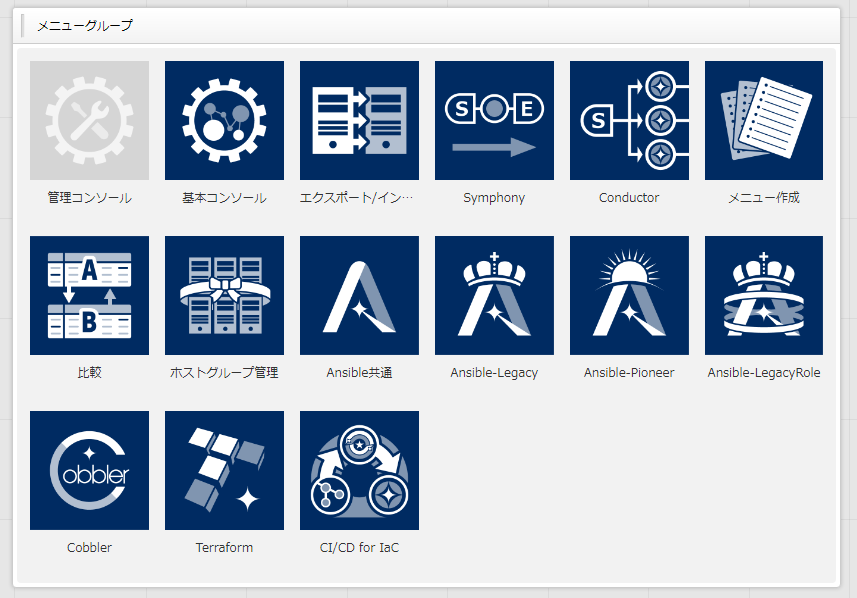 メニューグループ
管理コンソール
基本コンソール
エクスポート/イン…
S
E
Symphony
S
Conductor
メニュー作成
A
B
比較
ホストグループ管理
Ansible共通
Ansible-Legacy
Ansible-Pioneer
Ansible-LegacyRole
Cobbler
Cobbler
Terraform
CI/CD for IaC